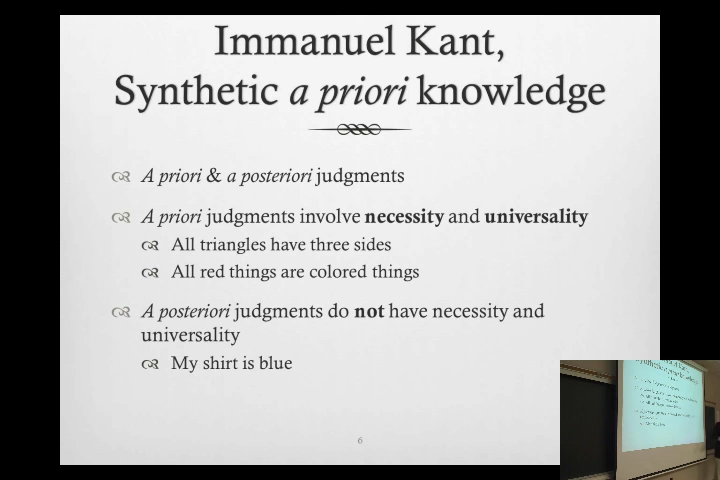 Immanuel Kant,
Synthetic a priori knowledge
A priori & a posteriori judgments
A priori judgments involve necessity and universality
All triangles have three sides
All red things are colored things
A posteriori judgments do not have necessity and
universality
My shirt is blue
6